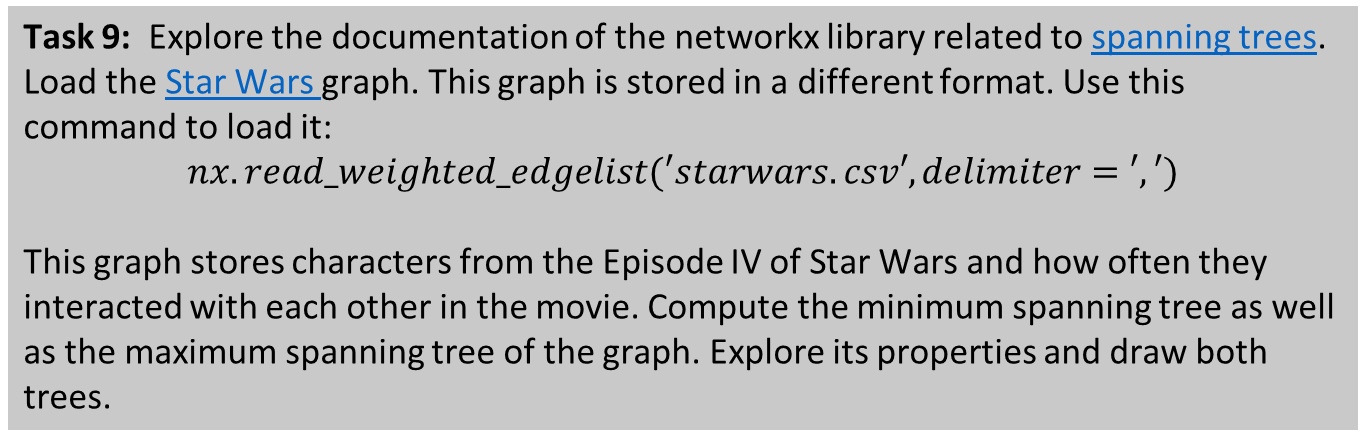 Task 9: Explore the documentation of the networkx library related to spanning trees.
Load the Star Wars graph. This graph is stored in a different format. Use this
command to load it:
nx.read_weighted_edgelist('starwars.csv',delimiter = ',')
This graph stores characters from the Episode IV of Star Wars and how often they
interacted with each other in the movie. Compute the minimum spanning tree as well
as the maximum spanning tree of the graph. Explore its properties and draw both
trees.